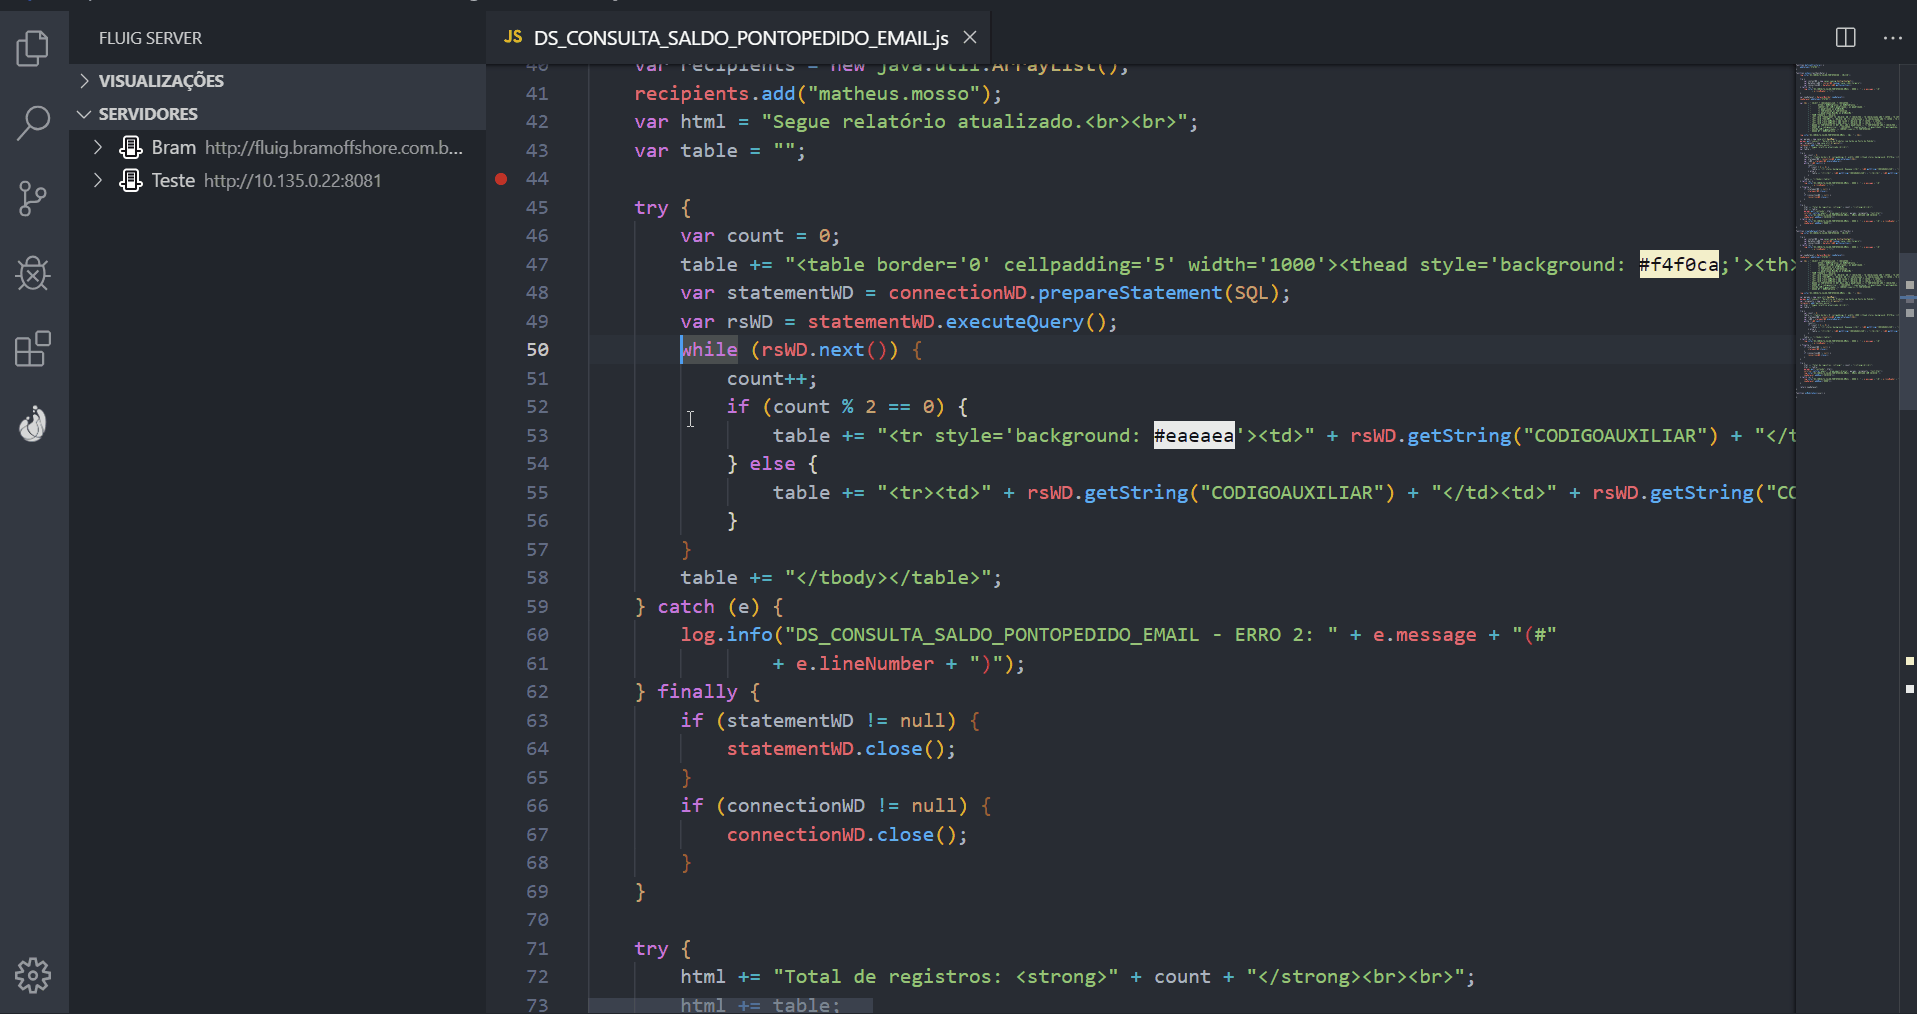 FLUIG SERVER
VISUALIZAÇÕES
SERVIDORES
Bram http://fluig.bramoffshore.com.b...
Teste http://10.135.0.22:8081
JS DS_CONSULTA_SALDO_PONTOPEDIDO_EMAIL.js
40 var recipients = new java.util.ArrayList();
41 recipients.add("matheus.mosso");
42 var html = "Segue relatório atualizado.<br><br>";
43 var table = "";
44
45 try {
46 var count = 0;
47 table += "<table border='0' cellpadding='5' width='1000'><thead style='background: #f4f0ca;'><th>
48 var statementWD = connectionWD.prepareStatement(SQL);
49 var rsWD = statementWD.executeQuery();
50 while (rsWD.next()) {
51 count++;
52 if (count % 2 == 0) {
53 table += "<tr style='background: #eaeaea'><td>" + rsWD.getString("CODIGOAUXILIAR") + "</t
54 } else {
55 table += "<tr><td>" + rsWD.getString("CODIGOAUXILIAR") + "</td><td>" + rsWD.getString("CO
56 }
57 }
58 table += "</tbody></table>";
59 } catch (e) {
60 log.info("DS_CONSULTA_SALDO_PONTOPEDIDO_EMAIL - ERRO 2: " + e.message + "(#"
61 + e.lineNumber + ")");
62 } finally {
63 if (statementWD != null) {
64 statementWD.close();
65 }
66 if (connectionWD != null) {
67 connectionWD.close();
68 }
69 }
70
71 try {
72 html += "Total de registros: <strong>" + count + "</strong><br><br>";
73 html += table;